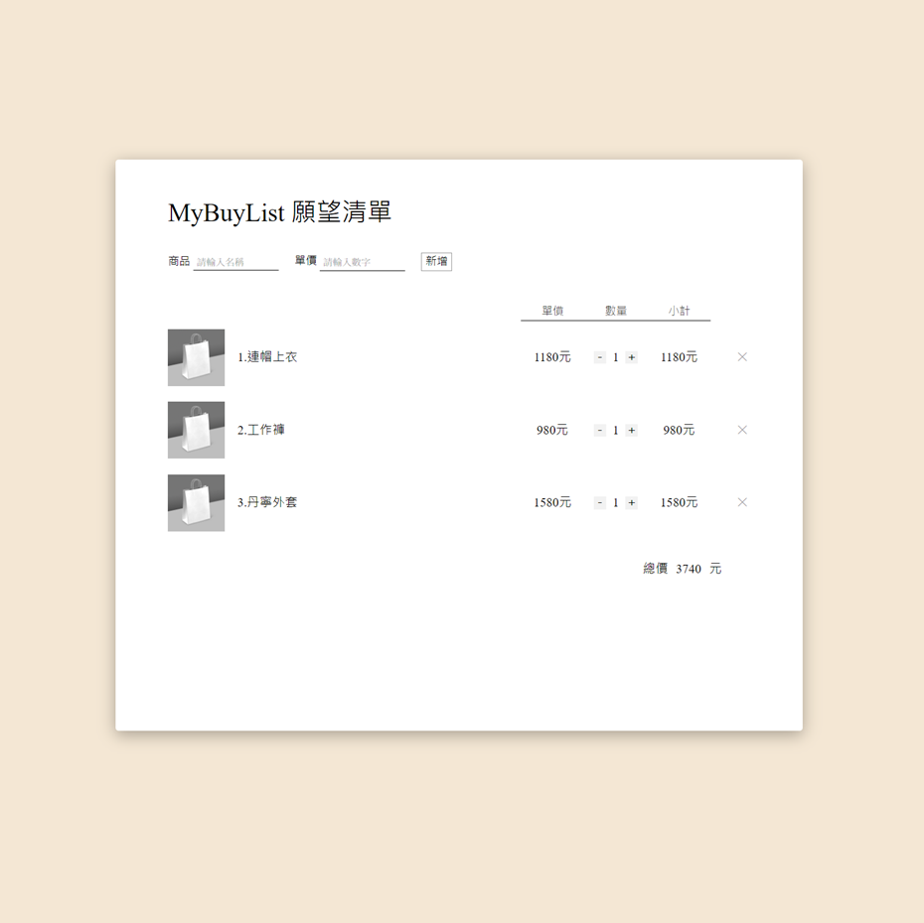 MyBuyList 願望清單
商品 請輸入名稱 單價 請輸入數字 新增
單價 數量 小計
1.連帽上衣 1180元 - 1 + 1180元 ×
2.工作褲 980元 - 1 + 980元 ×
3.丹寧外套 1580元 - 1 + 1580元 ×
總價 3740 元